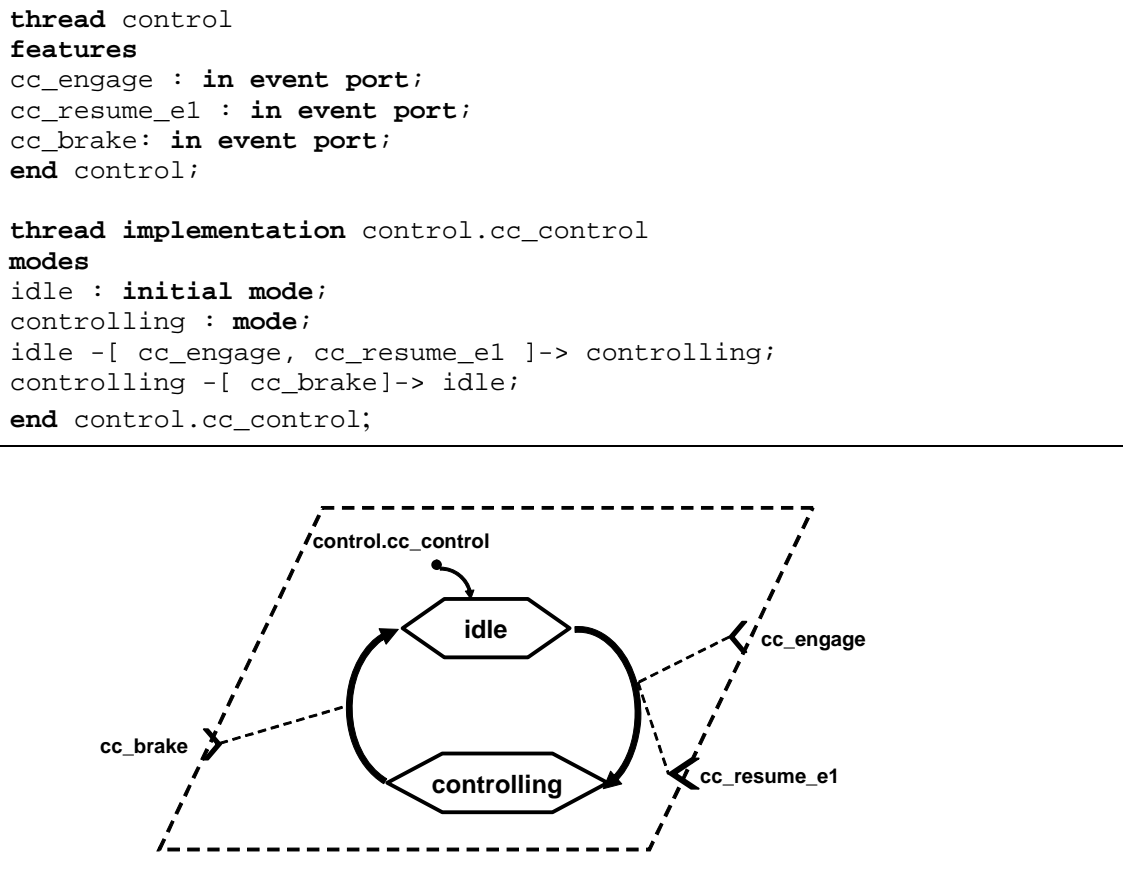 thread control
features
cc_engage : in event port;
cc_resume_e1 : in event port;
cc_brake: in event port;
end control;
thread implementation control.cc_control
modes
idle : initial mode;
controlling : mode;
idle -[ cc_engage, cc_resume_e1 ]-> controlling;
controlling -[ cc_brake]-> idle;
end control.cc_control;
control.cc_control
idle
cc_engage
cc_brake
controlling
cc_resume_e1